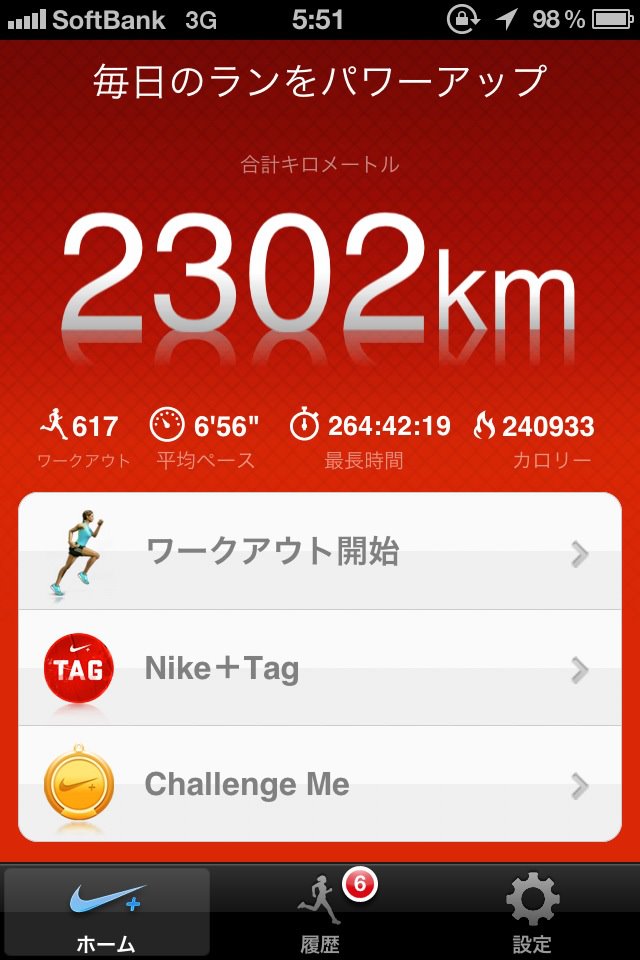 SoftBank 3G 5:51 98%
毎日のランをパワーアップ
合計キロメートル
2302km
617 6'56" 264:42:19 240933
ワークアウト 平均ペース 最長時間 カロリー
ワークアウト開始
TAG Nike＋Tag
Challenge Me
6
ホーム 履歴 設定